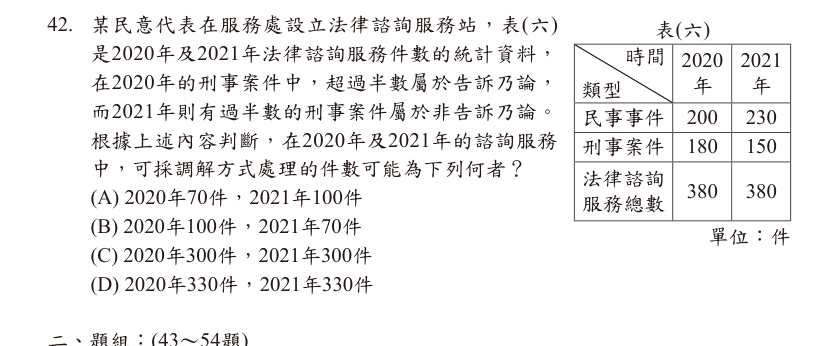 42. 某民意代表在服務處設立法律諮詢服務站，表(六)
是2020年及2021年法律諮詢服務件數的統計資料，
在2020年的刑事案件中，超過半數屬於告訴乃論，
而2021年則有過半數的刑事案件屬於非告訴乃論。
根據上述內容判斷，在2020年及2021年的諮詢服務
中，可採調解方式處理的件數可能為下列何者？
(A) 2020年70件，2021年100件
(B) 2020年100件，2021年70件
(C) 2020年300件，2021年300件
(D) 2020年330件，2021年330件
表(六)
時間 2020年 2021年
類型
民事事件 200 230
刑事案件 180 150
法律諮詢服務總數 380 380
單位：件
二、題組：(43～54題)